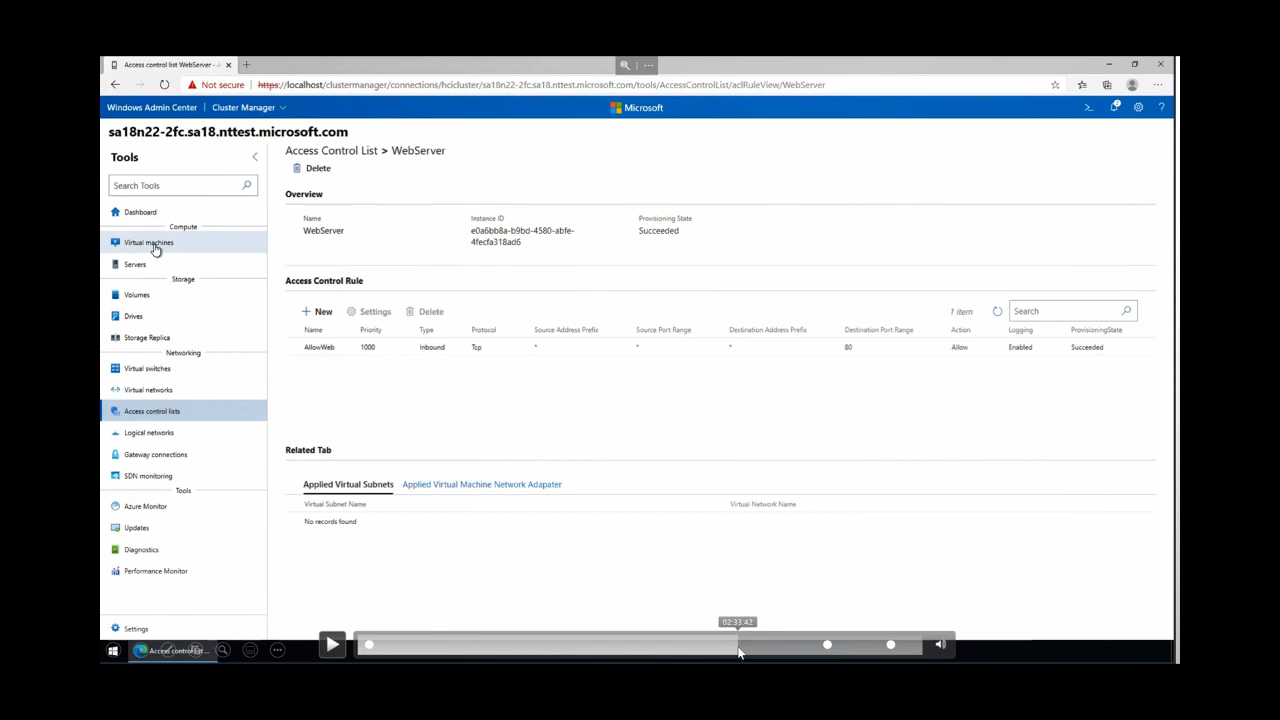 Access control list WebServer - A
Not secure
https://localhost/clustermanager/connections/hcicluster/sa18n22-2fc.sa18.nttest.microsoft.com/tools/AccessControlList/aclRuleView/WebServer
Windows Admin Center | Cluster Manager
Microsoft
sa18n22-2fc.sa18.nttest.microsoft.com
Tools
Search Tools
Dashboard
Compute
Virtual machines
Servers
Storage
Volumes
Drives
Storage Replica
Networking
Virtual switches
Virtual networks
Access control lists
Logical networks
Gateway connections
SDN monitoring
Tools
Azure Monitor
Updates
Diagnostics
Performance Monitor
Settings
Access Control List > WebServer
Delete
Overview
Name Instance ID Provisioning State
WebServer e0a6bb8a-b9bd-4580-abfe- Succeeded
4fecfa318ad6
Access Control Rule
New Settings Delete 1 item Search
Name Priority Type Protocol Source Address Prefix Source Port Range Destination Address Prefix Destination Port Range Action Logging ProvisioningState
AllowWeb 1000 Inbound Tcp * * * 80 Allow Enabled Succeeded
Related Tab
Applied Virtual Subnets Applied Virtual Machine Network Adapater
Virtual Subnet Name Virtual Network Name
No records found
02:33.42
Access control list ...